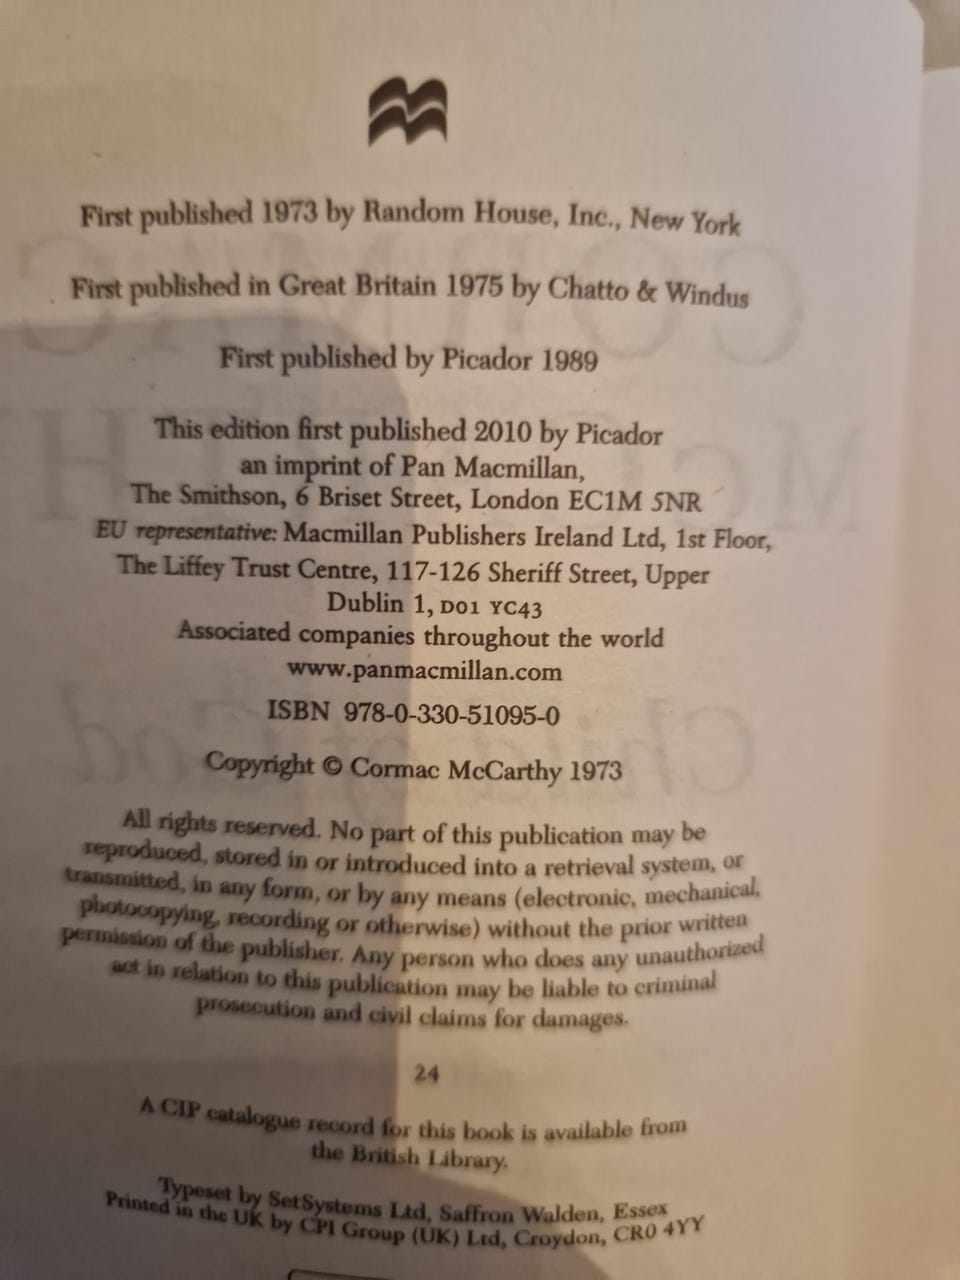 First published 1973 by Random House, Inc., New York
First published in Great Britain 1975 by Chatto & Windus
First published by Picador 1989
This edition first published 2010 by Picador
an imprint of Pan Macmillan,
The Smithson, 6 Briset Street, London EC1M 5NR
EU representative: Macmillan Publishers Ireland Ltd, 1st Floor,
The Liffey Trust Centre, 117-126 Sheriff Street, Upper
Dublin 1, D01 YC43
Associated companies throughout the world
www.panmacmillan.com
ISBN 978-0-330-51095-0
Copyright © Cormac McCarthy 1973
All rights reserved. No part of this publication may be
reproduced, stored in or introduced into a retrieval system, or
transmitted, in any form, or by any means (electronic, mechanical,
photocopying, recording or otherwise) without the prior written
permission of the publisher. Any person who does any unauthorized
act in relation to this publication may be liable to criminal
prosecution and civil claims for damages.
24
A CIP catalogue record for this book is available from
the British Library.
Typeset by SetSystems Ltd, Saffron Walden, Essex
Printed in the UK by CPI Group (UK) Ltd, Croydon, CR0 4YY